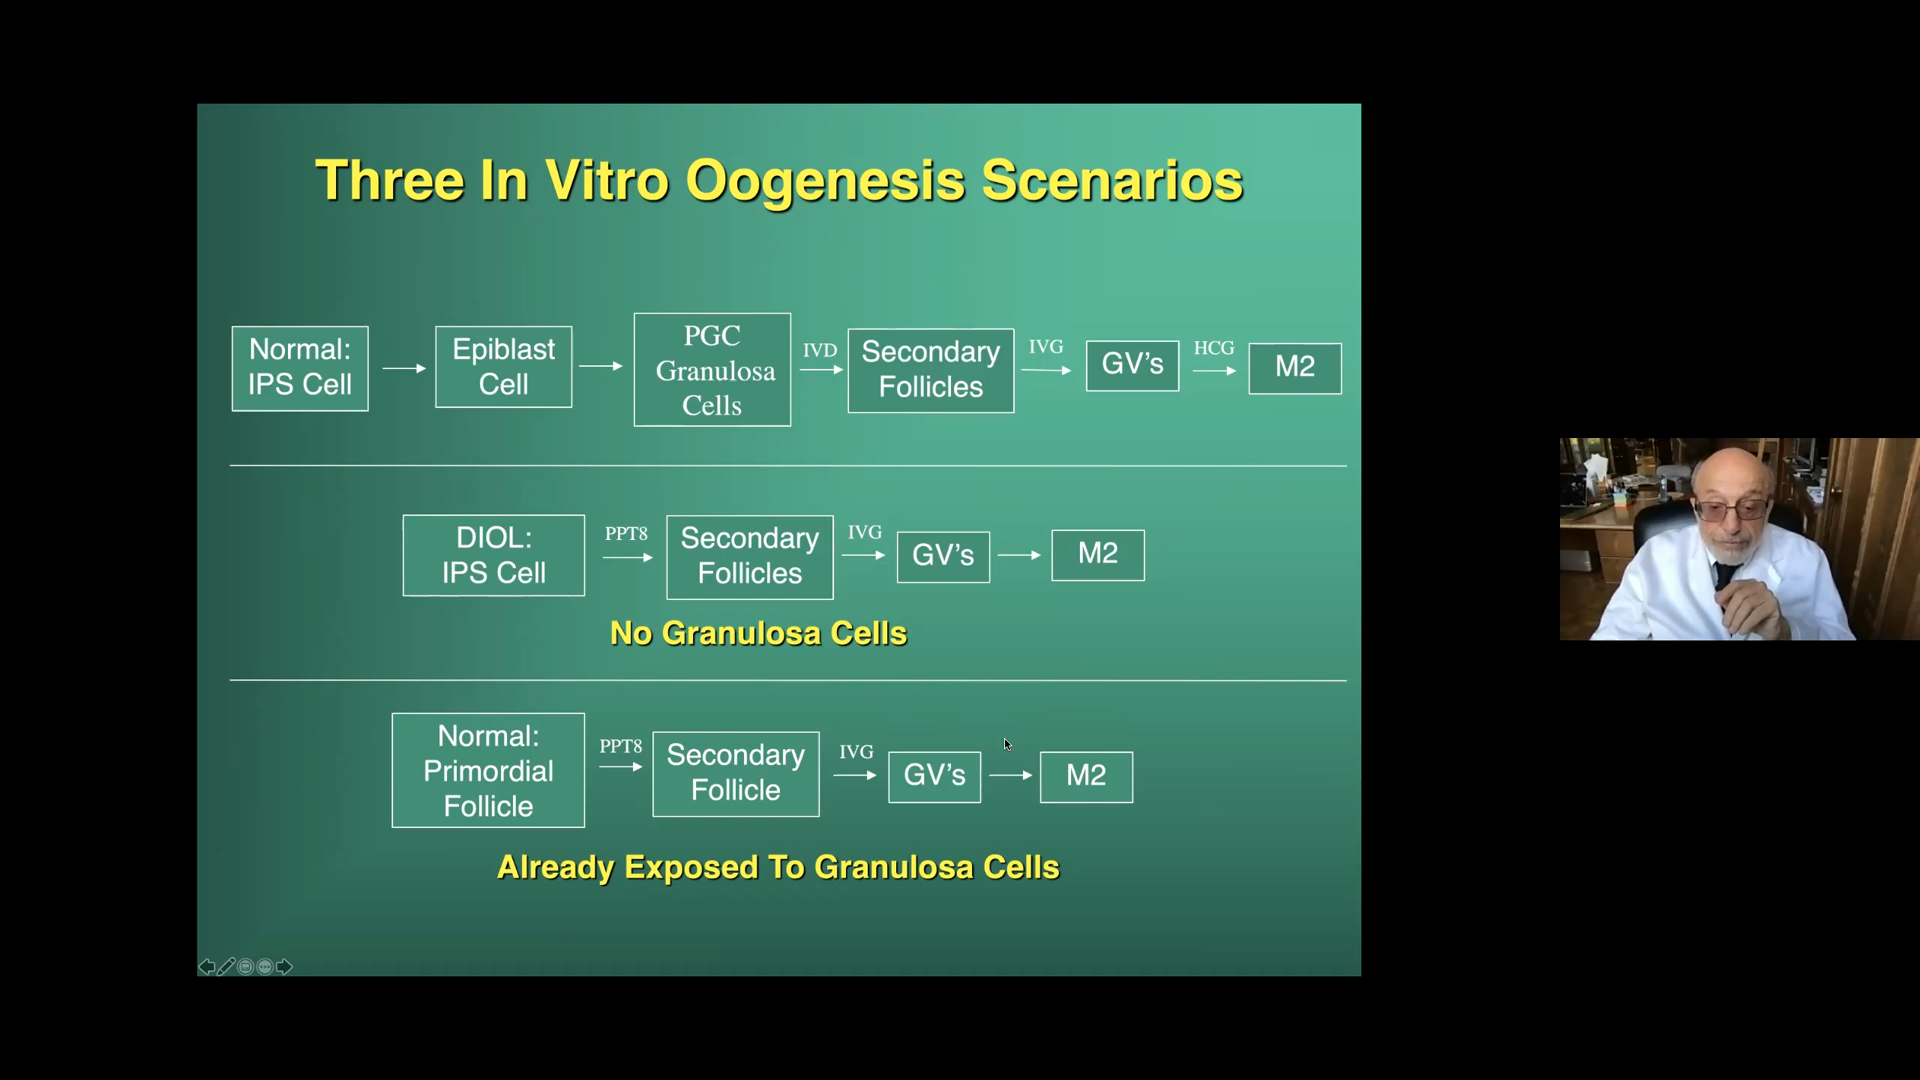 Three In Vitro Oogenesis Scenarios
Normal:
IPS Cell
Epiblast
Cell
PGC
Granulosa
Cells
IVD
Secondary
Follicles
IVG
GV's
HCG
M2
DIOL:
IPS Cell
PPT8
Secondary
Follicles
IVG
GV's
M2
No Granulosa Cells
Normal:
Primordial
Follicle
PPT8
Secondary
Follicle
IVG
GV's
M2
Already Exposed To Granulosa Cells